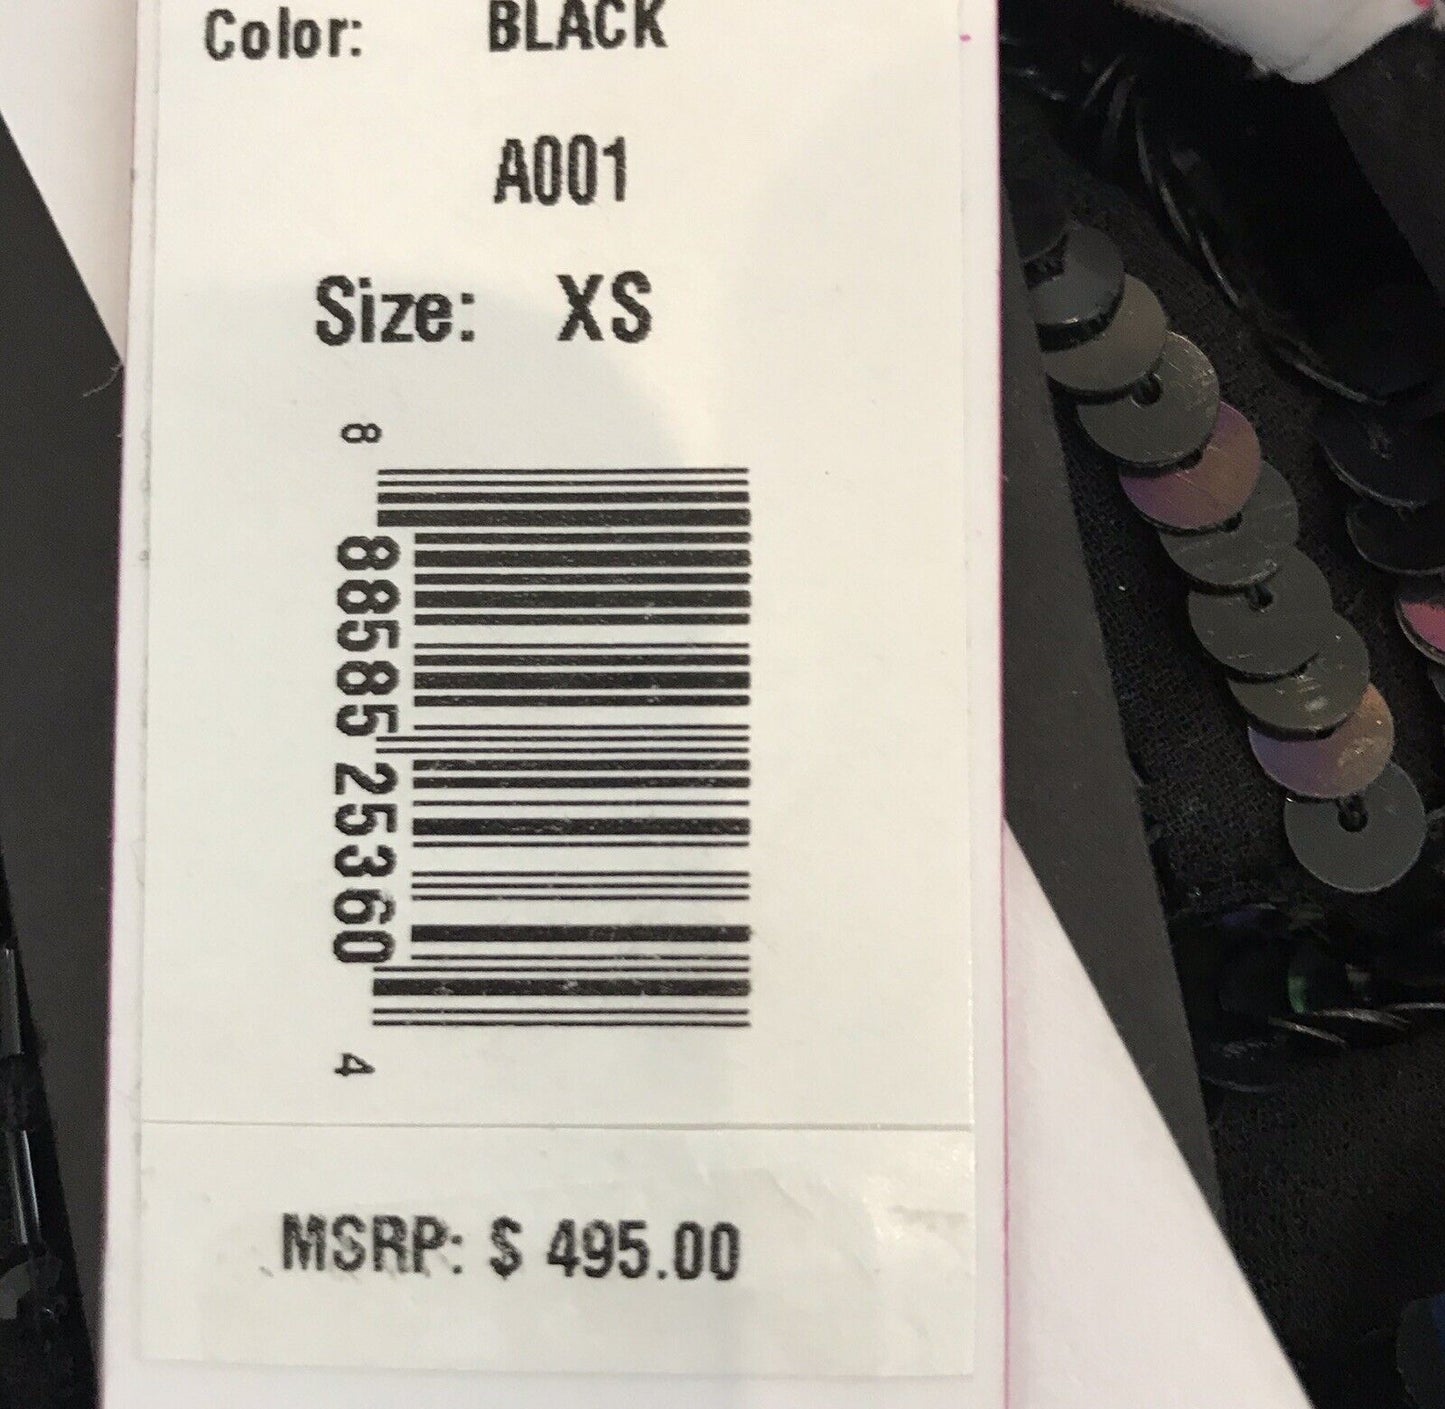 Color: BLACK
A001
Size: XS
8 88585 25360 4
MSRP: $ 495.00